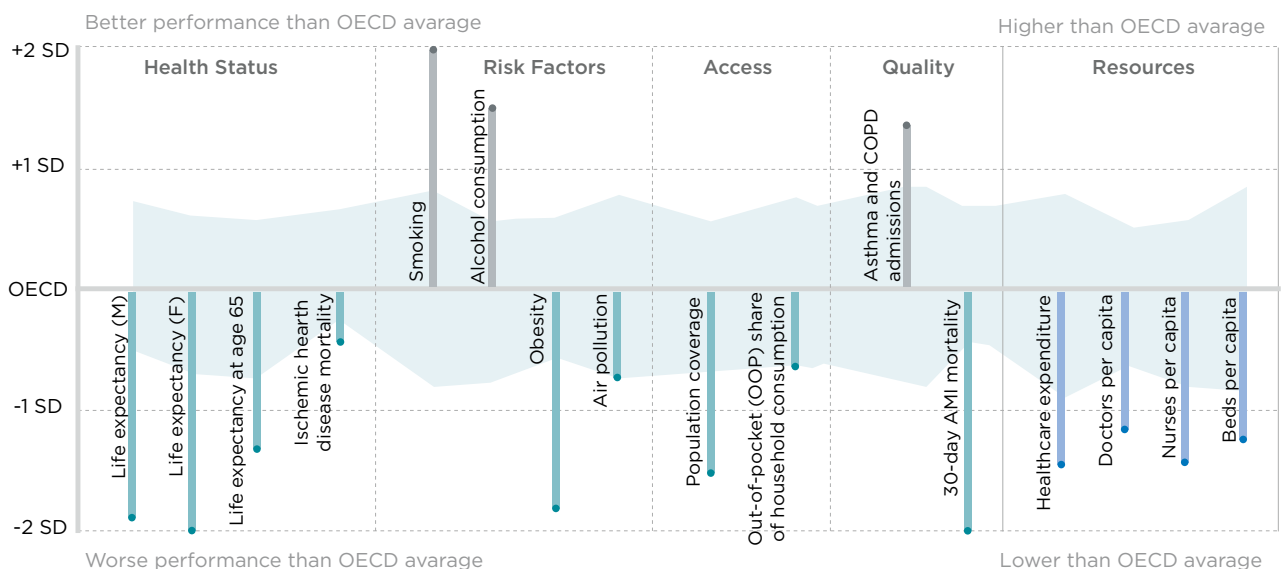 Better performance than OECD avarage
Higher than OECD avarage
+2 SD
+1 SD
OECD
-1 SD
-2 SD
Health Status
Risk Factors
Access
Quality
Resources
Life expectancy (M)
Life expectancy (F)
Life expectancy at age 65
Ischemic hearth
disease mortality
Smoking
Alcohol consumption
Obesity
Air pollution
Population coverage
Out-of-pocket (OOP) share
of household consumption
Asthma and COPD
admissions
30-day AMI mortality
Healthcare expenditure
Doctors per capita
Nurses per capita
Beds per capita
Worse performance than OECD avarage
Lower than OECD avarage